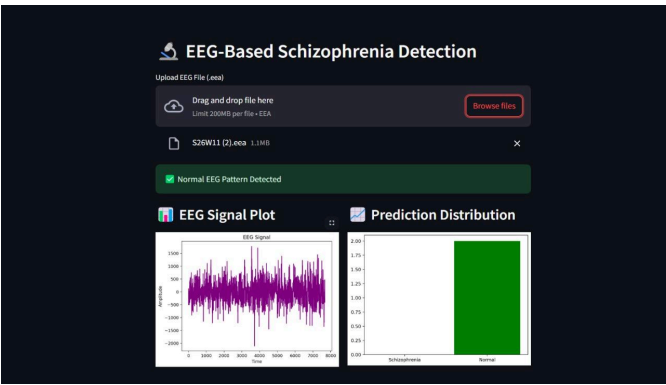 EEG-Based Schizophrenia Detection
Upload EEG File (.eea)
Drag and drop file here
Limit 200MB per file • EEA
Browse files
S26W11 (2).eea 1.1MB
Normal EEG Pattern Detected
EEG Signal Plot
EEG Signal
Amplitude
1500
1000
500
0
−500
−1000
−1500
−2000
0 1000 2000 3000 4000 5000 6000 7000 8000
Time
Prediction Distribution
2.00
1.75
1.50
1.25
1.00
0.75
0.50
0.25
0.00
Schizophrenia Normal